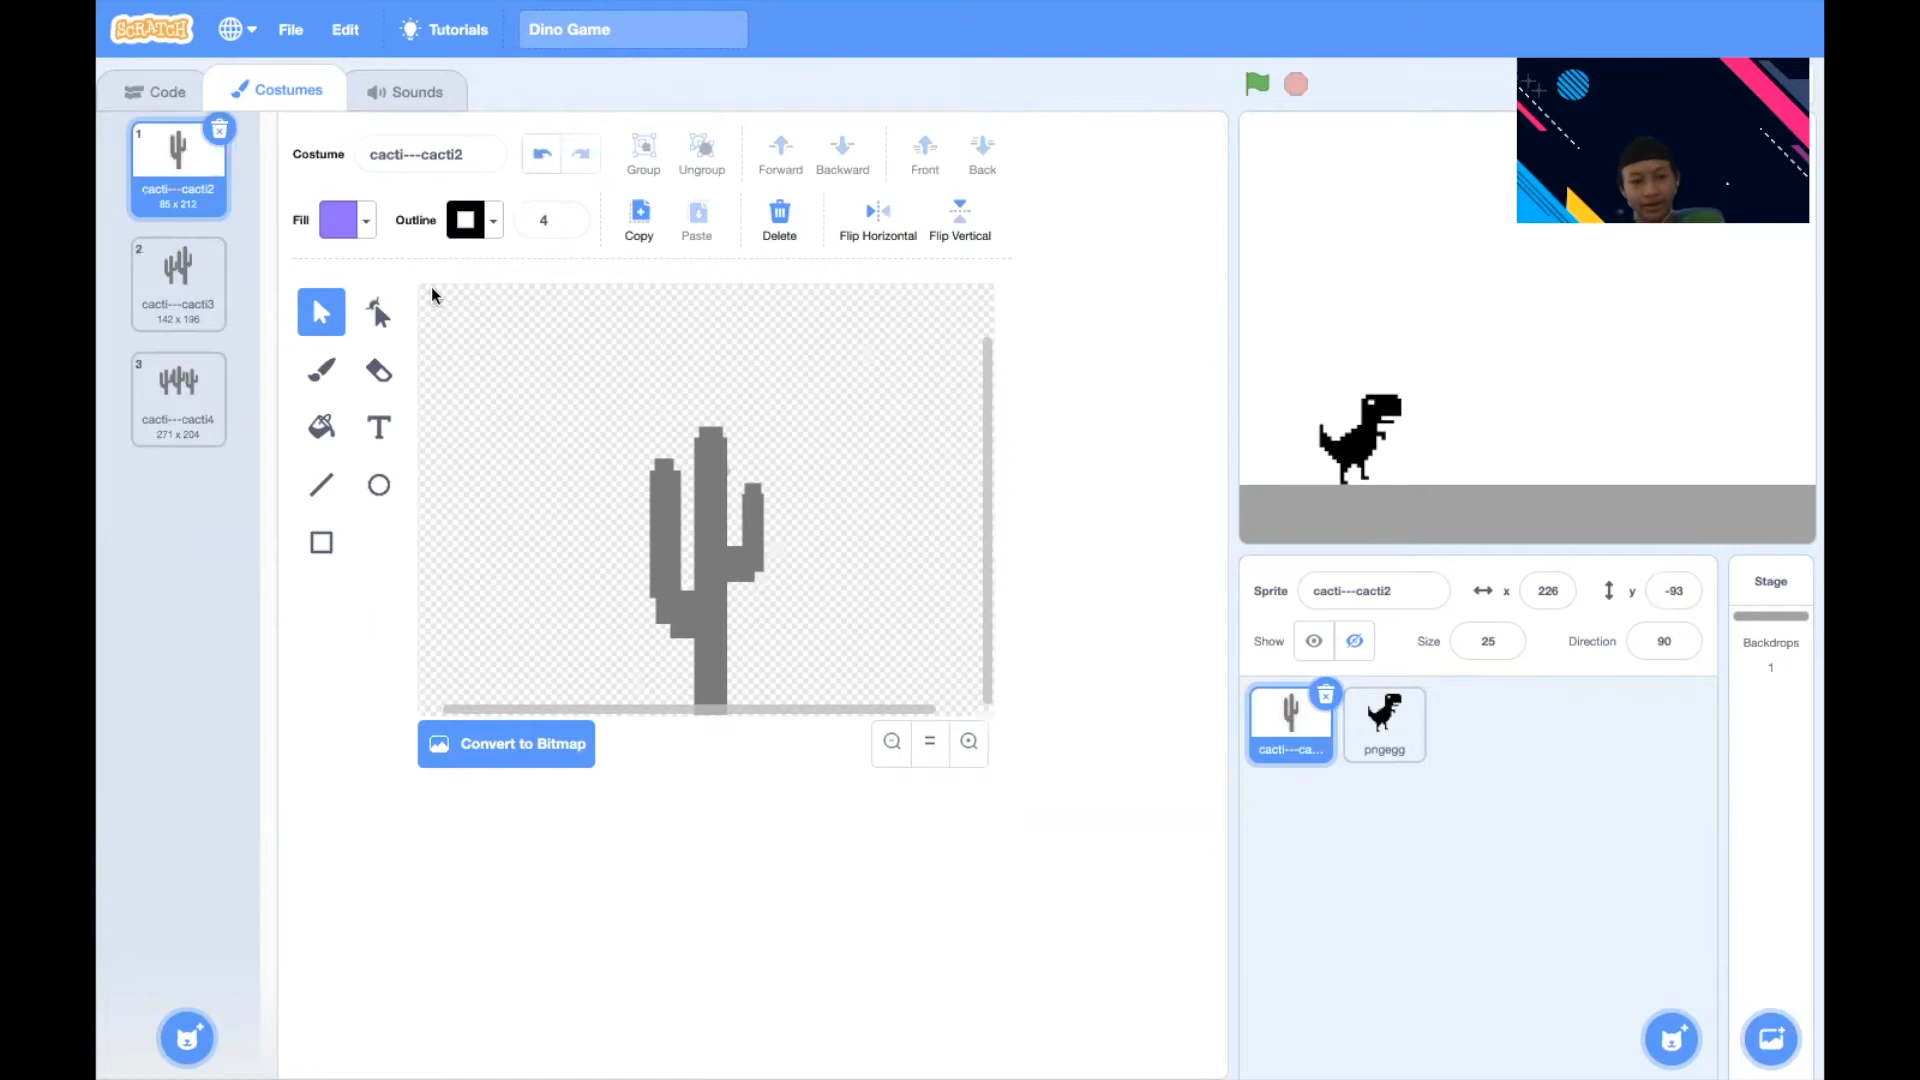 SCRATCH
File
Edit
Tutorials
Dino Game
Code
Costumes
Sounds
1
cacti---cacti2
85 x 212
2
cacti---cacti3
142 x 196
3
cacti---cacti4
271 x 204
Costume
cacti---cacti2
Group
Ungroup
Forward
Backward
Front
Back
Fill
Outline
4
Copy
Paste
Delete
Flip Horizontal
Flip Vertical
T
Convert to Bitmap
Sprite
cacti---cacti2
x
226
y
-93
Show
Size
25
Direction
90
cacti---ca...
pngegg
Stage
Backdrops
1